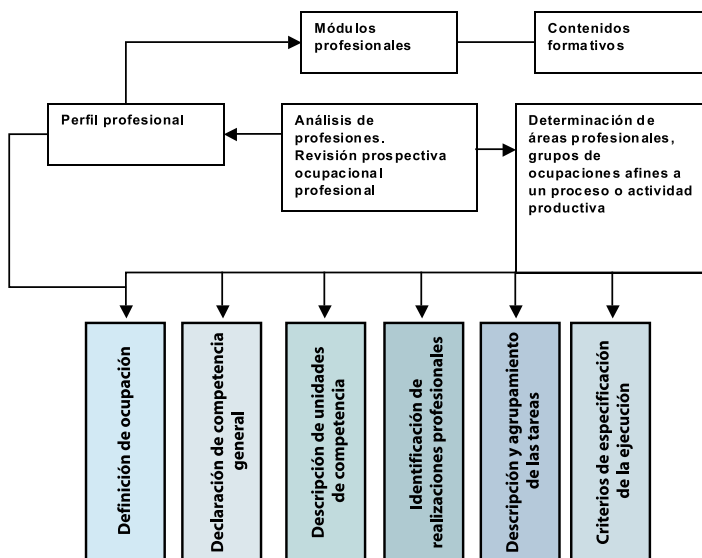 Módulos
profesionales
Contenidos
formativos
Perfil profesional
Análisis de
profesiones.
Revisión prospectiva
ocupacional
profesional
Determinación de
áreas profesionales,
grupos de
ocupaciones afines a
un proceso o actividad
productiva
Definición de ocupación
Declaración de competencia
general
Descripción de unidades
de competencia
Identificación de
realizaciones profesionales
Descripción y agrupamiento
de las tareas
Criterios de especificación
de la ejecución